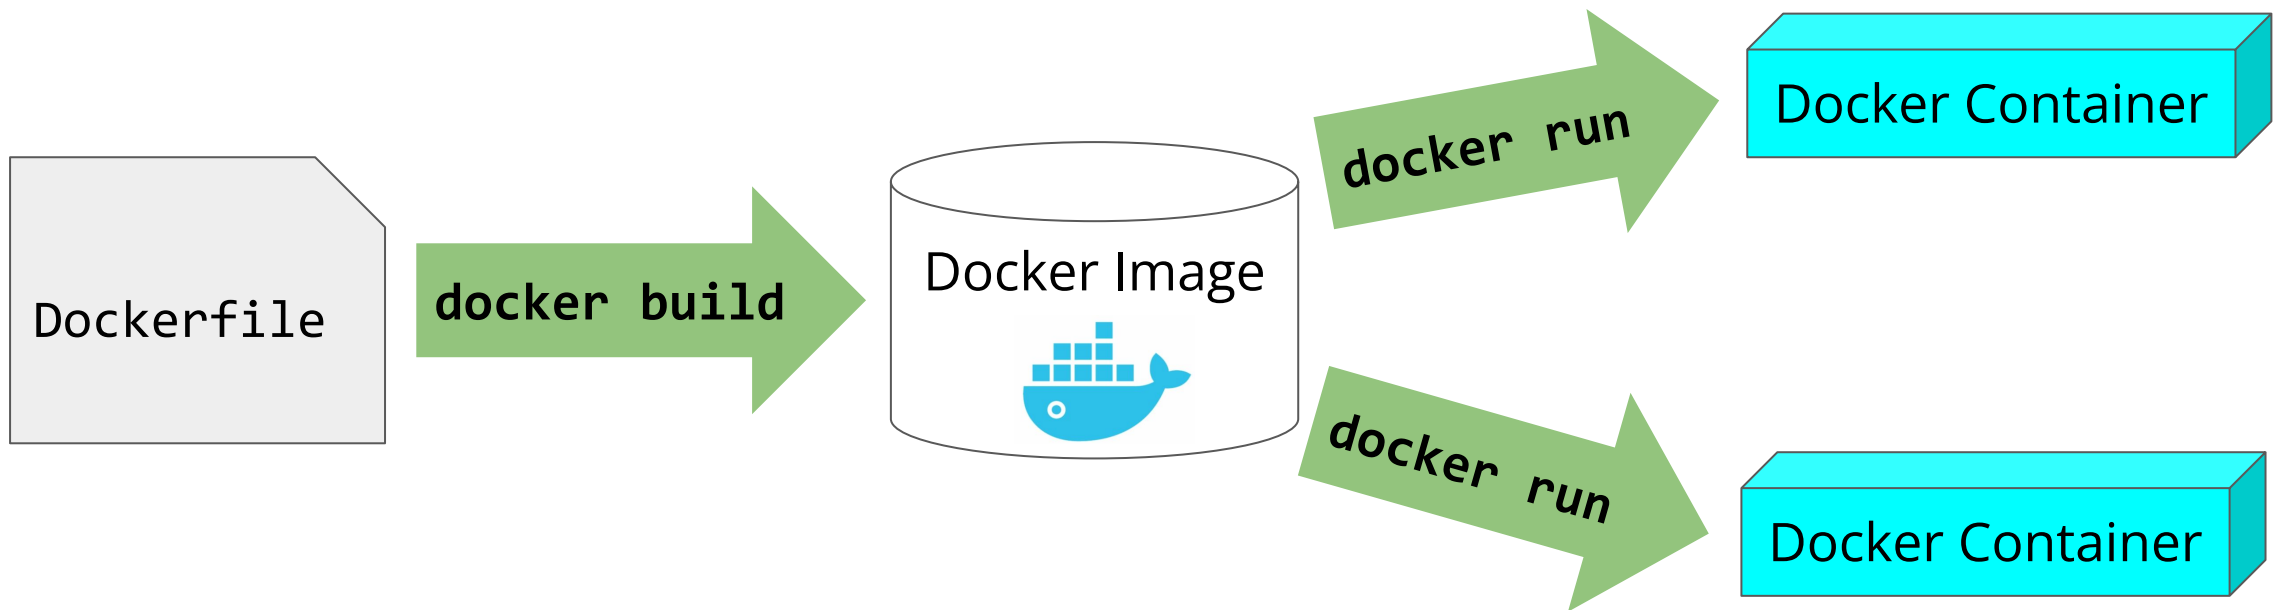 Dockerfile
docker build
Docker Image
docker run
Docker Container
docker run
Docker Container